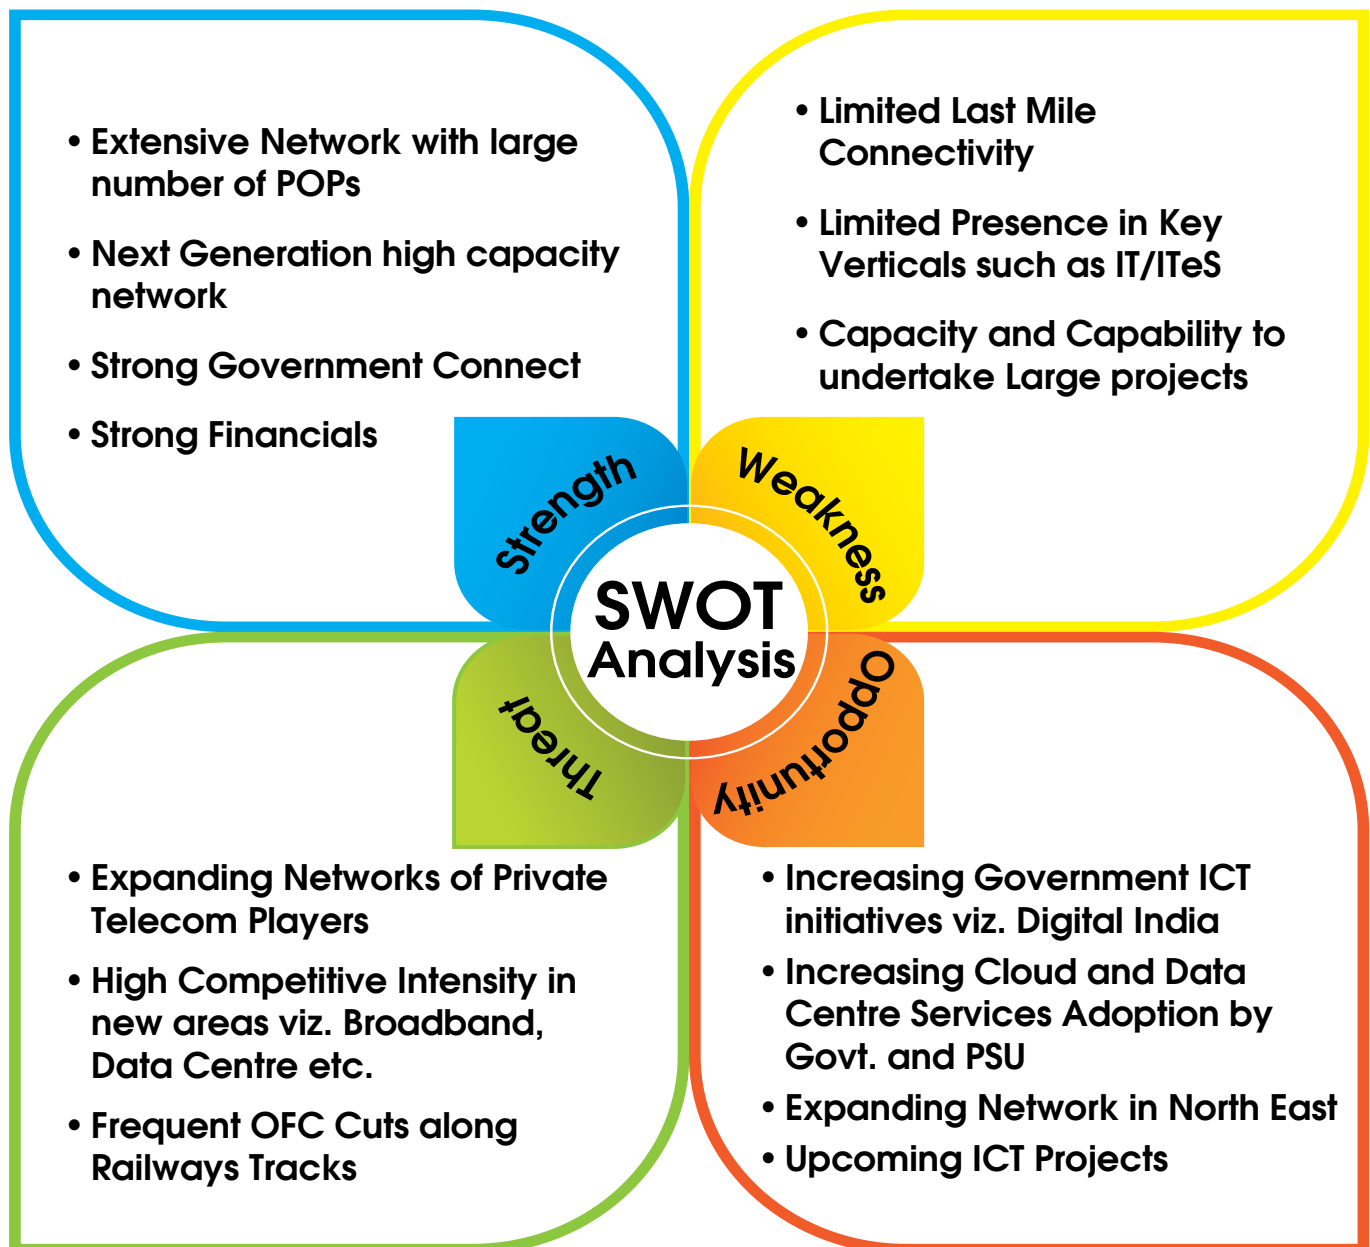 • Extensive Network with large
number of POPs
• Next Generation high capacity
network
• Strong Government Connect
• Strong Financials
Strength
• Limited Last Mile
Connectivity
• Limited Presence in Key
Verticals such as IT/ITeS
• Capacity and Capability to
undertake Large projects
Weakness
SWOT
Analysis
Threat
• Expanding Networks of Private
Telecom Players
• High Competitive Intensity in
new areas viz. Broadband,
Data Centre etc.
• Frequent OFC Cuts along
Railways Tracks
Opportunity
• Increasing Government ICT
initiatives viz. Digital India
• Increasing Cloud and Data
Centre Services Adoption by
Govt. and PSU
• Expanding Network in North East
• Upcoming ICT Projects